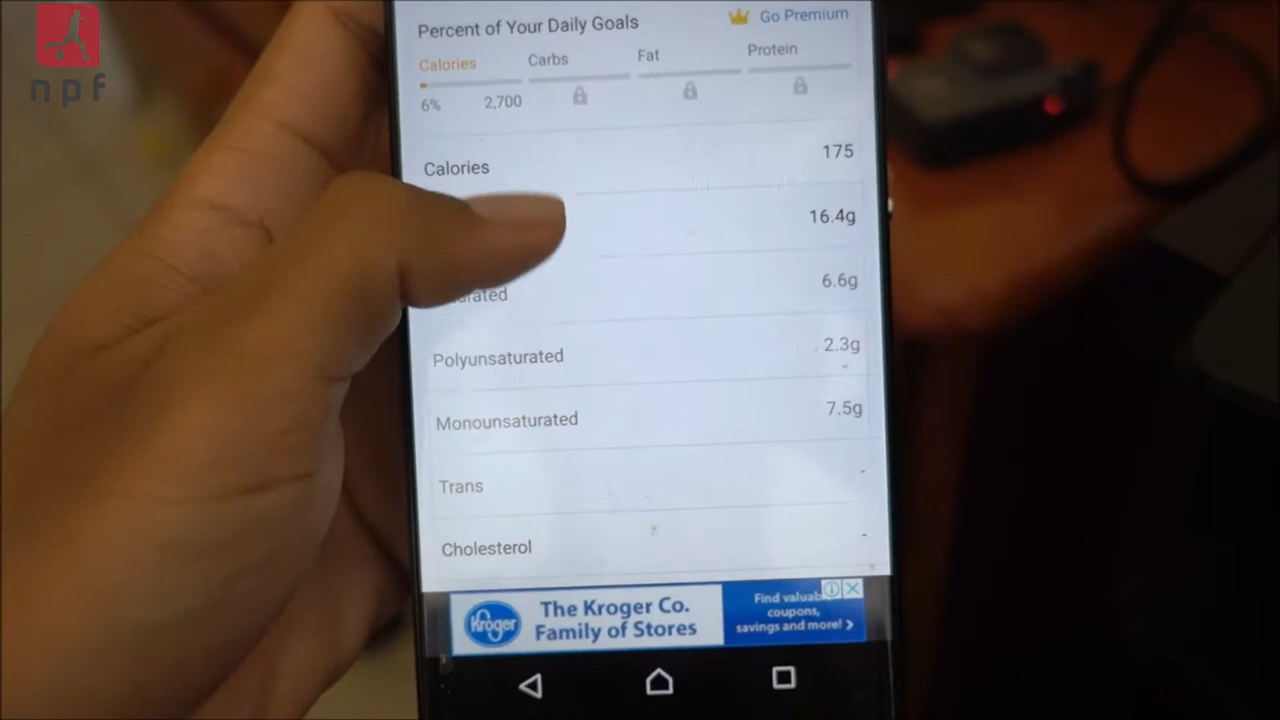 npf
Percent of Your Daily Goals
Go Premium
Calories
Carbs
Fat
Protein
6%
2,700
Calories
175
16.4g
6.6g
Polyunsaturated
2.3g
Monounsaturated
7.5g
Trans
-
Cholesterol
-
Kroger
The Kroger Co.
Family of Stores
Find
coupons,
savings and more!